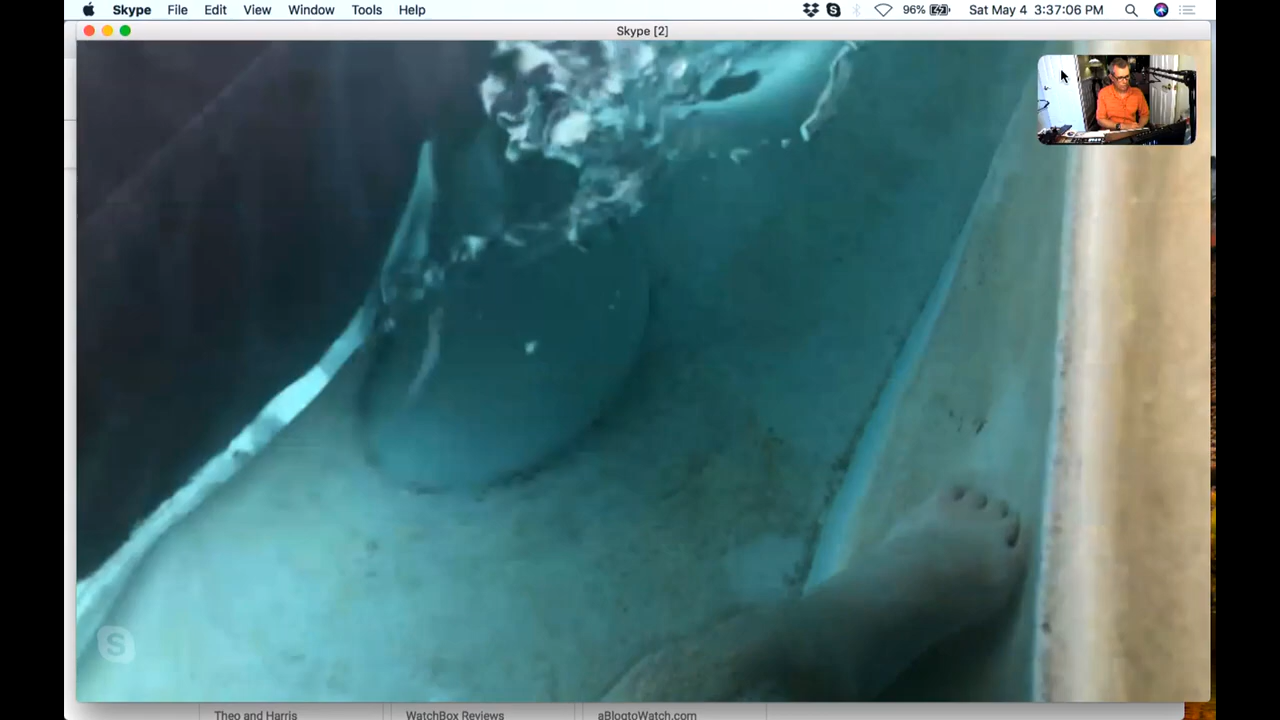 Skype File Edit View Window Tools Help 96% Sat May 4 3:37:06 PM
Skype [2]
S
Theo and Harris WatchBox Reviews aBlogtoWatch.com